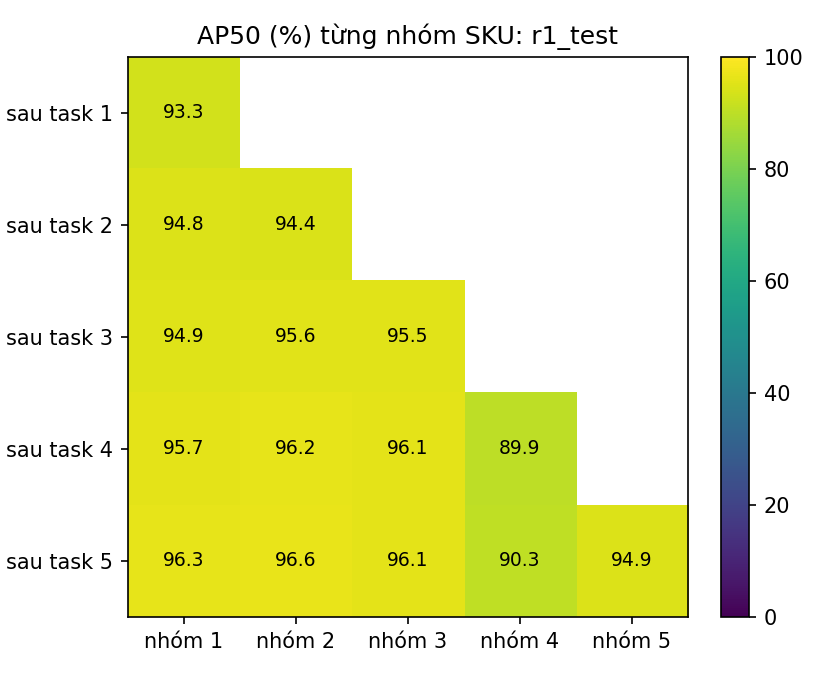 AP50 (%) từng nhóm SKU: r1_test
sau task 1
93.3
sau task 2
94.8 94.4
sau task 3
94.9 95.6 95.5
sau task 4
95.7 96.2 96.1 89.9
sau task 5
96.3 96.6 96.1 90.3 94.9
nhóm 1 nhóm 2 nhóm 3 nhóm 4 nhóm 5
100
80
60
40
20
0